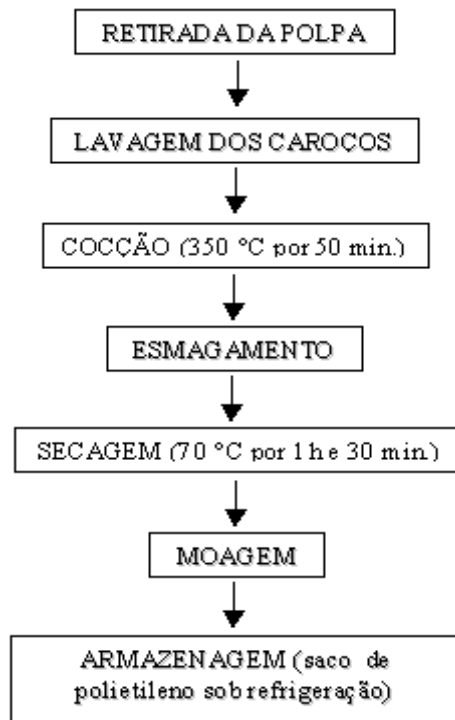 RETIRADA DA POLPA
LAVAGEM DOS CAROÇOS
COCÇÃO (350 °C por 50 min.)
ESMAGAMENTO
SECAGEM (70 °C por 1 h e 30 min.)
MOAGEM
ARMAZENAGEM (saco de
polietileno sob refrigeração)